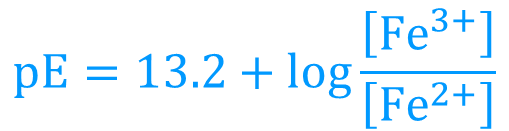 pE = 13.2 + log [Fe³⁺] / [Fe²⁺]